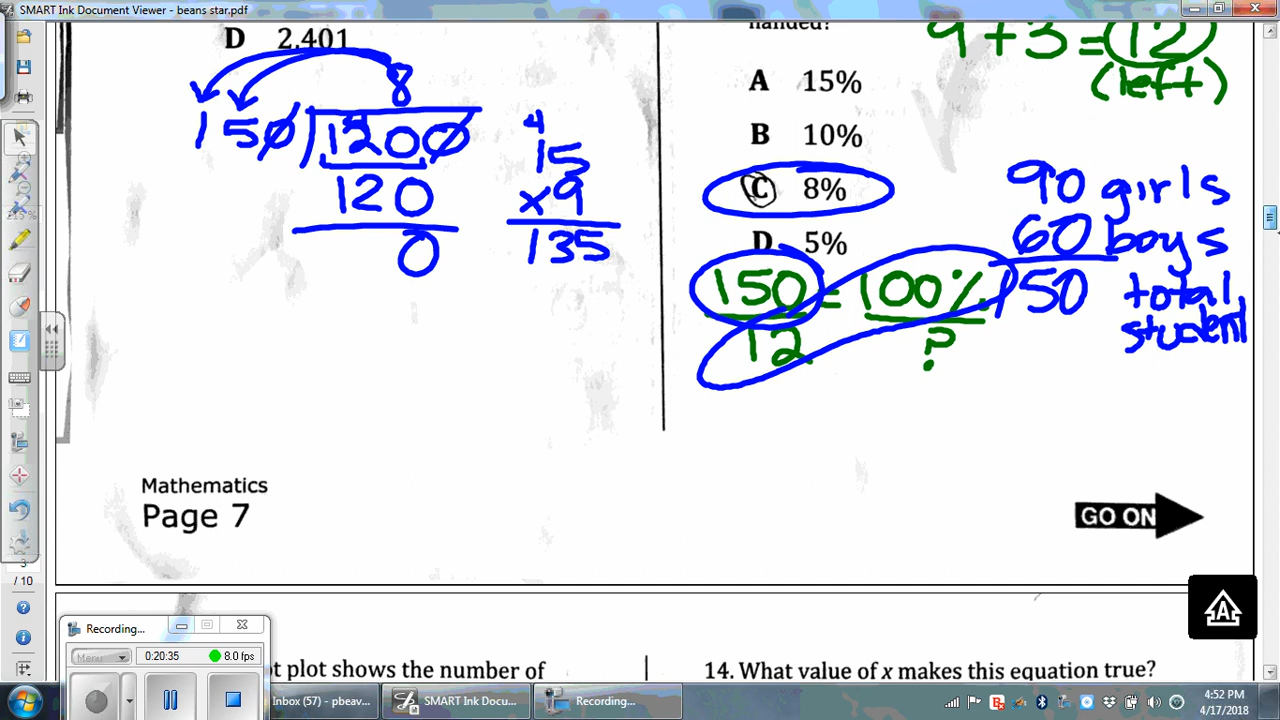 SMART Ink Document Viewer - beans star.pdf
D 2,401
8
150 1200
120
0
4
15
x9
135
handed?
9 + 3 = 12
(left)
A 15%
B 10%
C 8%
D 5%
90 girls
60 boys
150 total
student
150 = 100%
12 ?
Mathematics
Page 7
GO ON
3
/ 10
A
Recording...
Menu
0:20:35
8.0 fps
t plot shows the number of
14. What value of x makes this equation true?
Inbox (57) - pbeav...
SMART Ink Docum...
Recording...
4:52 PM
4/17/2018